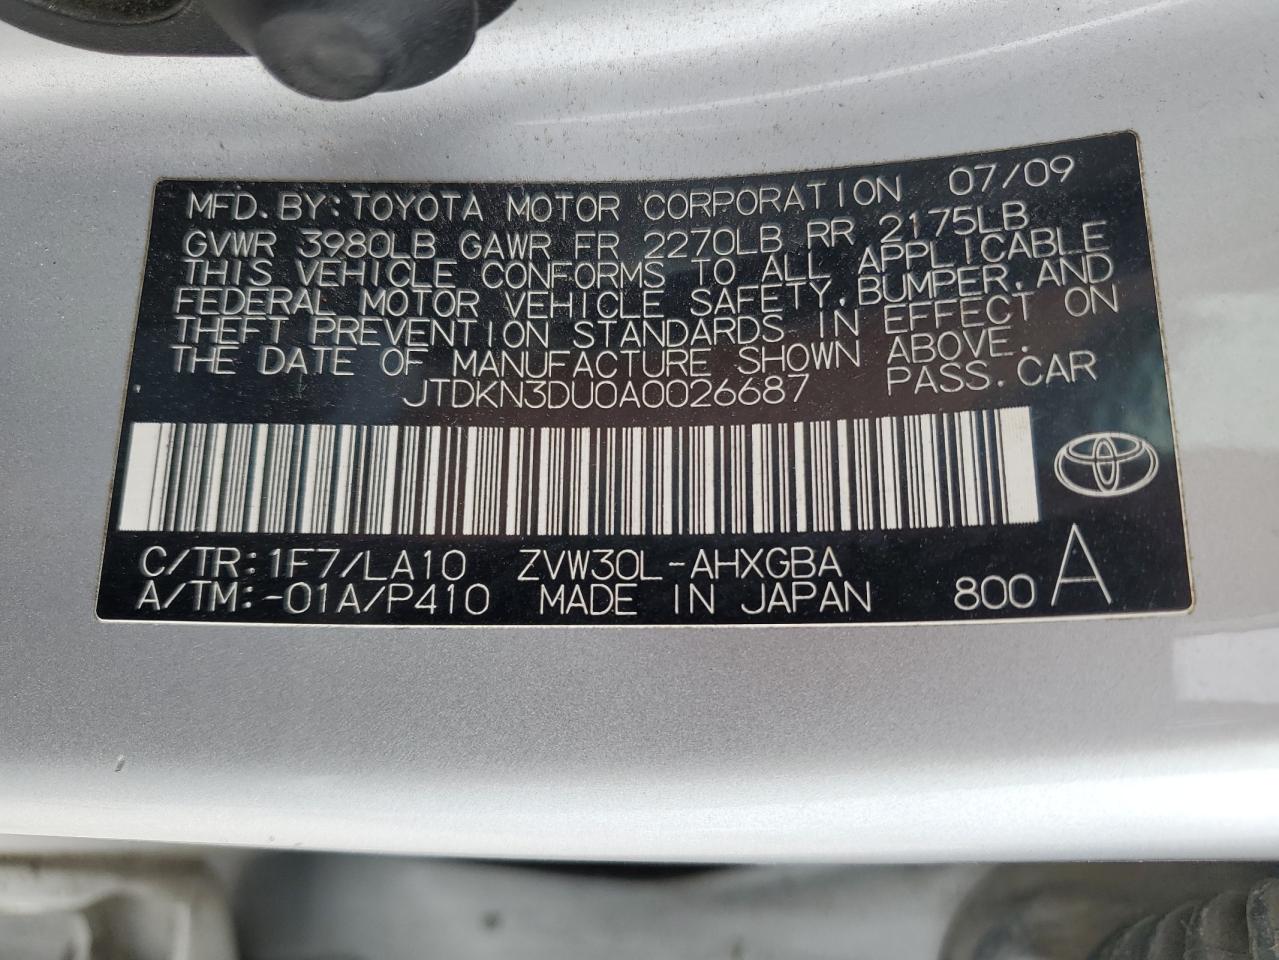 MFD. BY: TOYOTA MOTOR CORPORATION 07/09
GVWR 3980LB GAWR FR 2270LB RR 2175LB
THIS VEHICLE CONFORMS TO ALL APPLICABLE
FEDERAL MOTOR VEHICLE SAFETY, BUMPER, AND
THEFT PREVENTION STANDARDS IN EFFECT ON
THE DATE OF MANUFACTURE SHOWN ABOVE.
JTDKN3DU0A0026687 PASS. CAR
C/TR: 1F7/LA10 ZVW30L-AHXGBA
A/TM: -01A/P410 MADE IN JAPAN 800 A